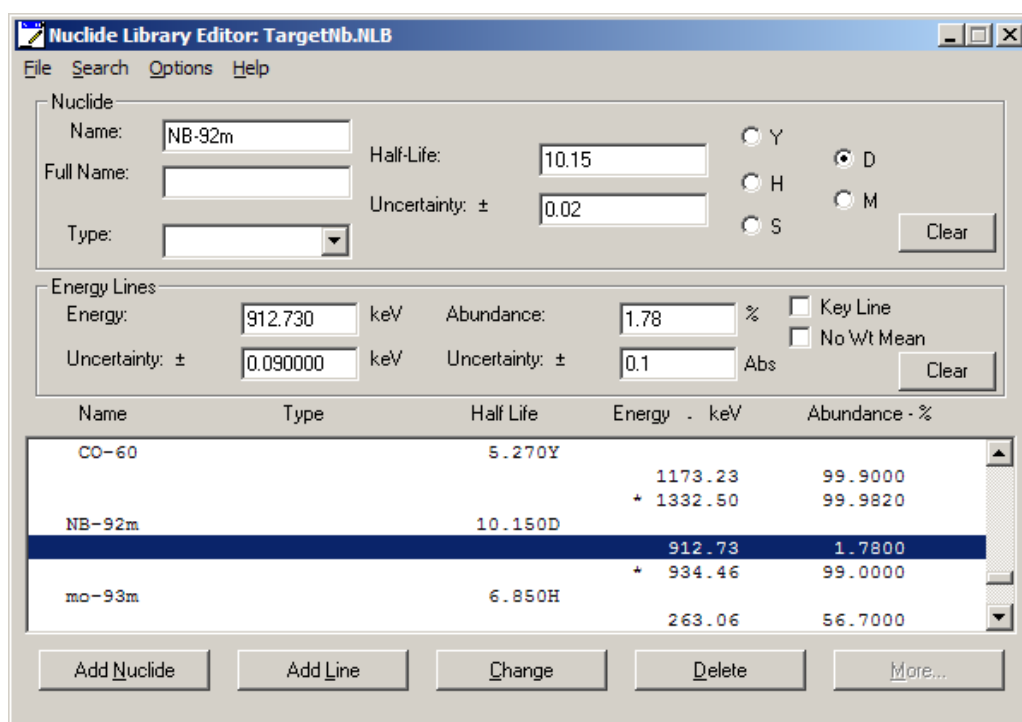 Nuclide Library Editor: TargetNb.NLB
File Search Options Help
Nuclide
Name: NB-92m
Full Name:
Type:
Half-Life: 10.15
Uncertainty: ± 0.02
Y
D
H
M
S
Clear
Energy Lines
Energy: 912.730 keV Abundance: 1.78 % Key Line
No Wt Mean
Uncertainty: ± 0.090000 keV Uncertainty: ± 0.1 Abs Clear
Name Type Half Life Energy - keV Abundance - %
CO-60 5.270Y
1173.23 99.9000
* 1332.50 99.9820
NB-92m 10.150D
912.73 1.7800
* 934.46 99.0000
mo-93m 6.850H
263.06 56.7000
Add Nuclide Add Line Change Delete More...